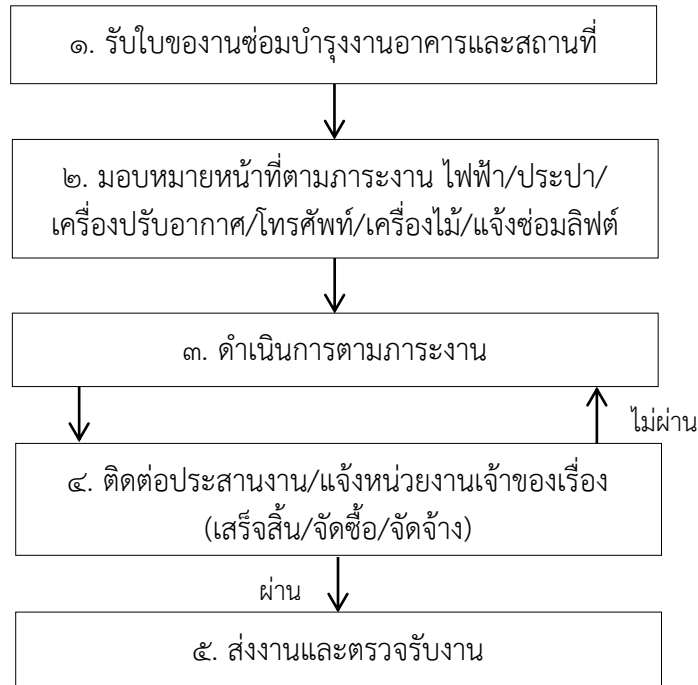 ๑. รับใบของานซ่อมบำรุงงานอาคารและสถานที่
๒. มอบหมายหน้าที่ตามภาระงาน ไฟฟ้า/ประปา/
เครื่องปรับอากาศ/โทรศัพท์/เครื่องไม้/แจ้งซ่อมลิฟต์
๓. ดำเนินการตามภาระงาน
ไม่ผ่าน
๔. ติดต่อประสานงาน/แจ้งหน่วยงานเจ้าของเรื่อง
(เสร็จสิ้น/จัดซื้อ/จัดจ้าง)
ผ่าน
๕. ส่งงานและตรวจรับงาน